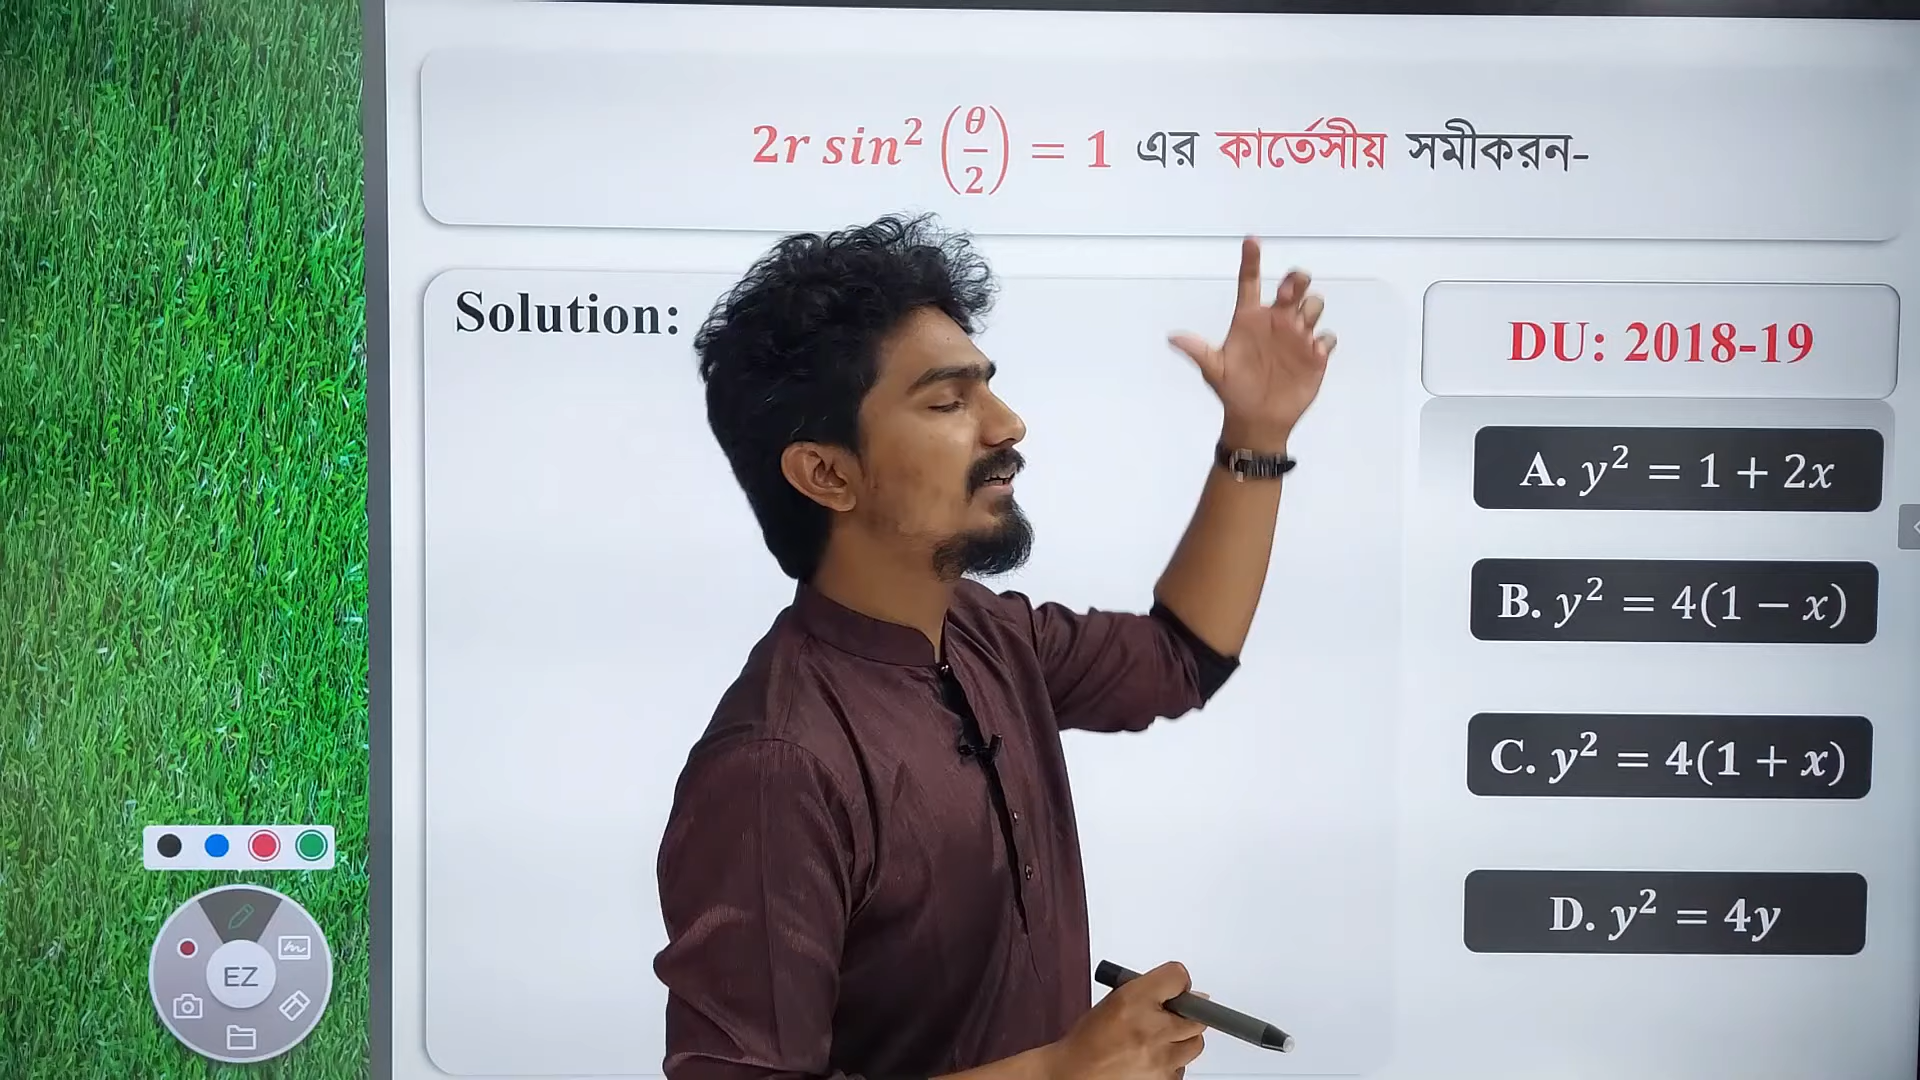 2r sin² (θ/2) = 1 এর কার্তেসীয় সমীকরন-
Solution:
DU: 2018-19
A. y² = 1 + 2x
B. y² = 4(1 − x)
C. y² = 4(1 + x)
D. y² = 4y
EZ